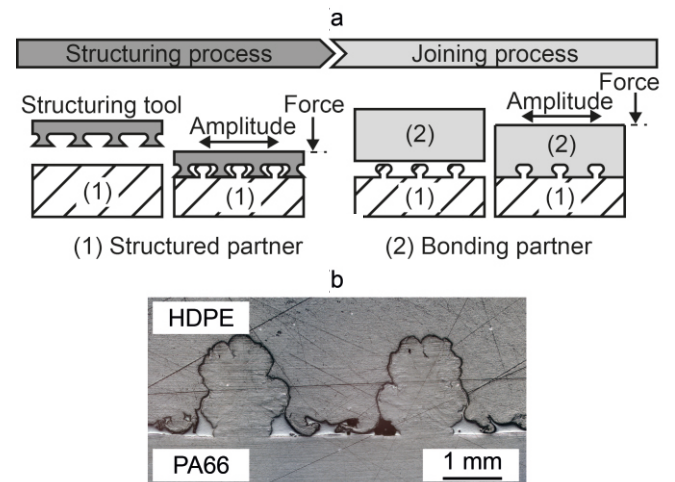 a
Structuring process
Joining process
Structuring tool
Amplitude
Force
(1)
(1)
Amplitude
Force
(2)
(2)
(1)
(1)
(1) Structured partner
(2) Bonding partner
b
HDPE
PA66
1 mm